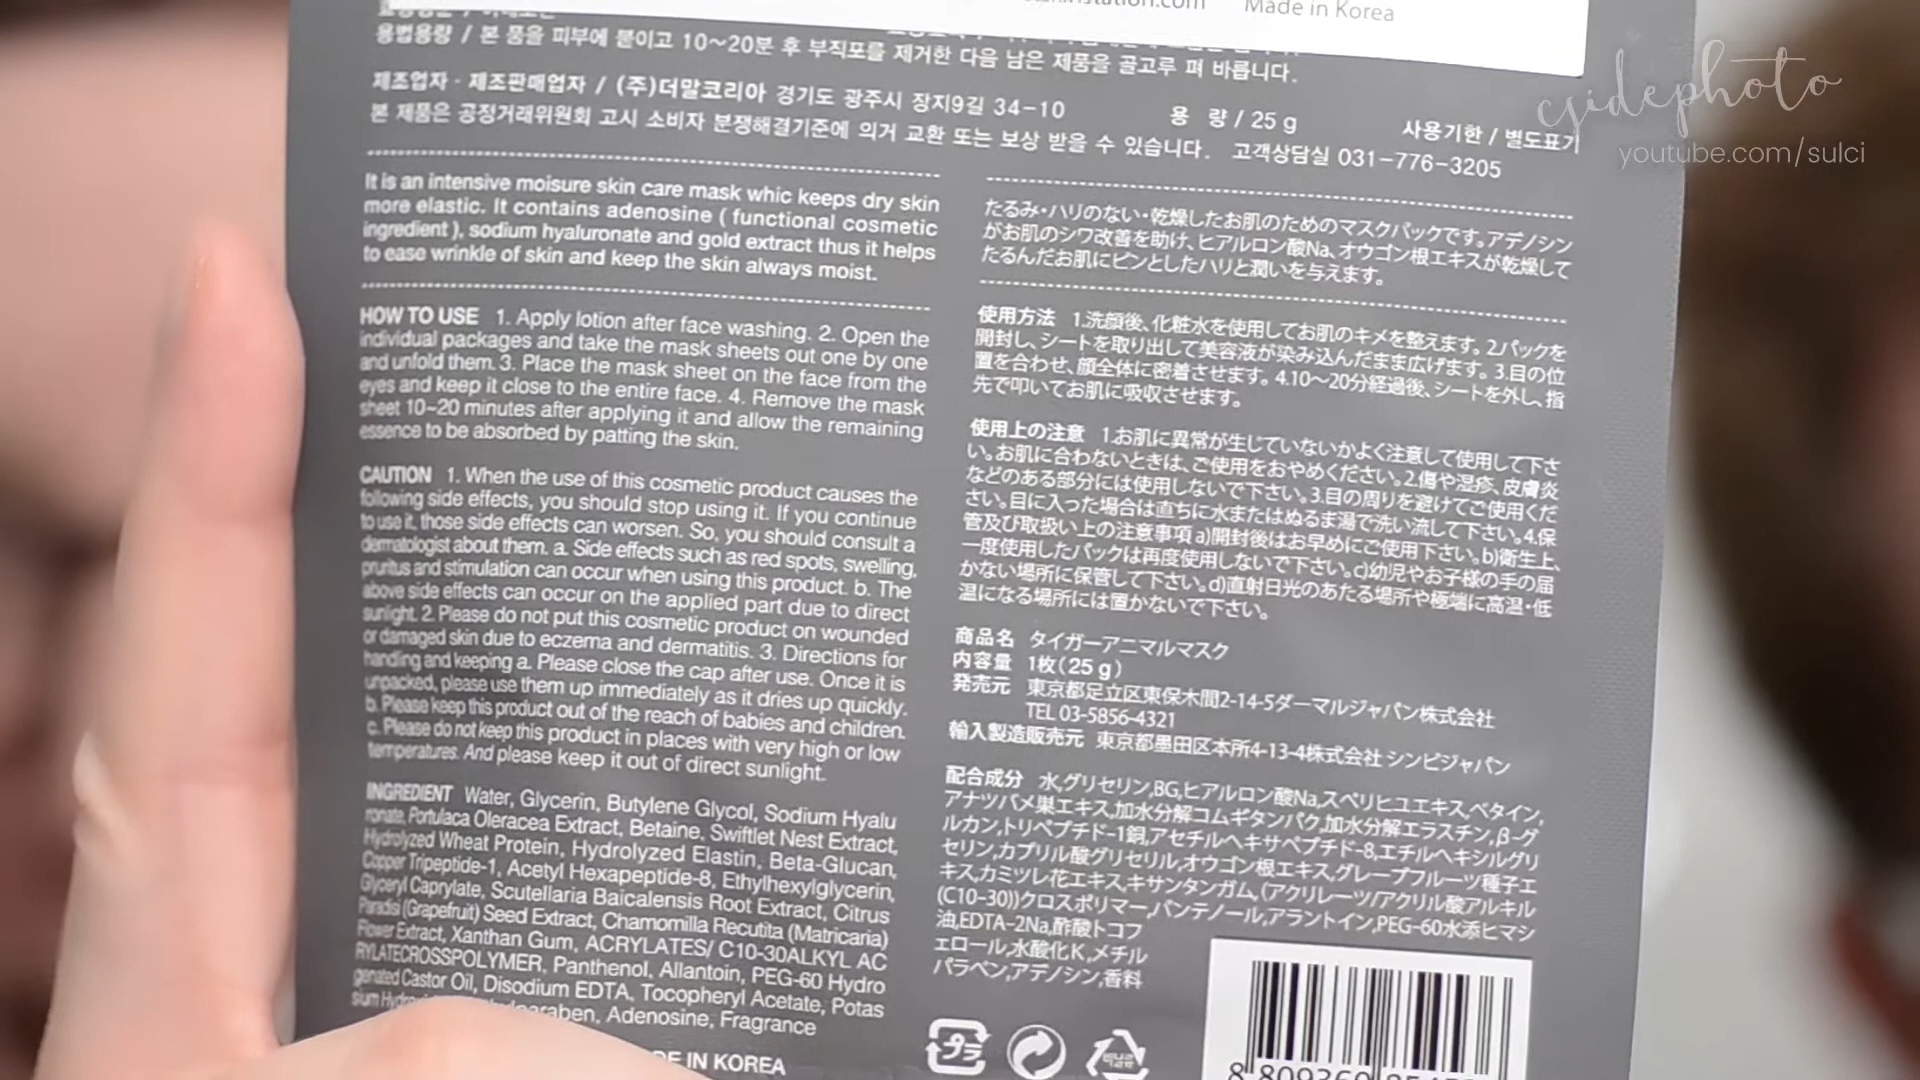 Made in Korea
용법용량 / 본 품을 피부에 붙이고 10~20분 후 부직포를 제거한 다음 남은 제품을 골고루 펴 바릅니다.
제조업자 · 제조판매업자 / (주)더말코리아 경기도 광주시 장지9길 34-10
용 량 / 25 g
사용기한 / 별도표기
본 제품은 공정거래위원회 고시 소비자 분쟁해결기준에 의거 교환 또는 보상 받을 수 있습니다. 고객상담실 031-776-3205
csidephoto
youtube.com/sulci
It is an intensive moisure skin care mask whic keeps dry skin
more elastic. It contains adenosine ( functional cosmetic
ingredient ), sodium hyaluronate and gold extract thus it helps
to ease wrinkle of skin and keep the skin always moist.
HOW TO USE 1. Apply lotion after face washing. 2. Open the
individual packages and take the mask sheets out one by one
and unfold them. 3. Place the mask sheet on the face from the
eyes and keep it close to the entire face. 4. Remove the mask
sheet 10~20 minutes after applying it and allow the remaining
essence to be absorbed by patting the skin.
CAUTION 1. When the use of this cosmetic product causes the
following side effects, you should stop using it. If you continue
to use it, those side effects can worsen. So, you should consult a
dermatologist about them. a. Side effects such as red spots, swelling,
pruritus and stimulation can occur when using this product. b. The
above side effects can occur on the applied part due to direct
sunlight. 2. Please do not put this cosmetic product on wounded
or damaged skin due to eczema and dermatitis. 3. Directions for
handling and keeping a. Please close the cap after use. Once it is
unpacked, please use them up immediately as it dries up quickly.
b. Please keep this product out of the reach of babies and children.
c. Please do not keep this product in places with very high or low
temperatures. And please keep it out of direct sunlight.
INGREDIENT Water, Glycerin, Butylene Glycol, Sodium Hyalu
ronate, Portulaca Oleracea Extract, Betaine, Swiftlet Nest Extract,
Hydrolyzed Wheat Protein, Hydrolyzed Elastin, Beta-Glucan,
Copper Tripeptide-1, Acetyl Hexapeptide-8, Ethylhexylglycerin,
Glyceryl Caprylate, Scutellaria Baicalensis Root Extract, Citrus
Paradisi (Grapefruit) Seed Extract, Chamomilla Recutita (Matricaria)
Flower Extract, Xanthan Gum, ACRYLATES/ C10-30ALKYL AC
RYLATECROSSPOLYMER, Panthenol, Allantoin, PEG-60 Hydro
genated Castor Oil, Disodium EDTA, Tocopheryl Acetate, Potas
sium Adenosine, Fragrance
IN KOREA
たるみ・ハリのない・乾燥したお肌のためのマスクパックです。アデノシン
がお肌のシワ改善を助け、ヒアルロン酸Na、オウゴン根エキスが乾燥して
たるんだお肌にピンとしたハリと潤いを与えます。
使用方法 1.洗顔後、化粧水を使用してお肌のキメを整えます。2.パックを
開封し、シートを取り出して美容液が染み込んだまま広げます。3.目の位
置を合わせ、顔全体に密着させます。4.10～20分経過後、シートを外し、指
先で叩いてお肌に吸収させます。
使用上の注意 1.お肌に異常が生じていないかよく注意して使用して下さ
い。お肌に合わないときは、ご使用をおやめください。2.傷や湿疹、皮膚炎
などのある部分には使用しないで下さい。3.目の周りを避けてご使用くだ
さい。目に入った場合は直ちに水またはぬるま湯で洗い流して下さい。4.保
管及び取扱い上の注意事項 a)開封後はお早めにご使用下さい。b)衛生上、
一度使用したパックは再度使用しないで下さい。c)幼児やお子様の手の届
かない場所に保管して下さい。d)直射日光のあたる場所や極端に高温・低
温になる場所には置かないで下さい。
商品名 タイガーアニマルマスク
内容量 1枚(25 g)
発売元 東京都足立区東保木間2-14-5ダーマルジャパン株式会社
TEL 03-5856-4321
輸入製造販売元 東京都墨田区本所4-13-4株式会社 シンビジャパン
配合成分 水,グリセリン,BG,ヒアルロン酸Na,スベリヒユエキス,ベタイン,
アナツバメ巣エキス,加水分解コムギタンパク,加水分解エラスチン,β-グ
ルカン,トリペプチド-1銅,アセチルヘキサペプチド-8,エチルヘキシルグリ
セリン,カプリル酸グリセリル,オウゴン根エキス,グレープフルーツ種子エ
キス,カミツレ花エキス,キサンタンガム,(アクリレーツ/アクリル酸アルキル
(C10-30))クロスポリマー,パンテノール,アラントイン,PEG-60水添ヒマシ
油,EDTA-2Na,酢酸トコフ
ェロール,水酸化K,メチル
パラベン,アデノシン,香料
プラ
비닐류